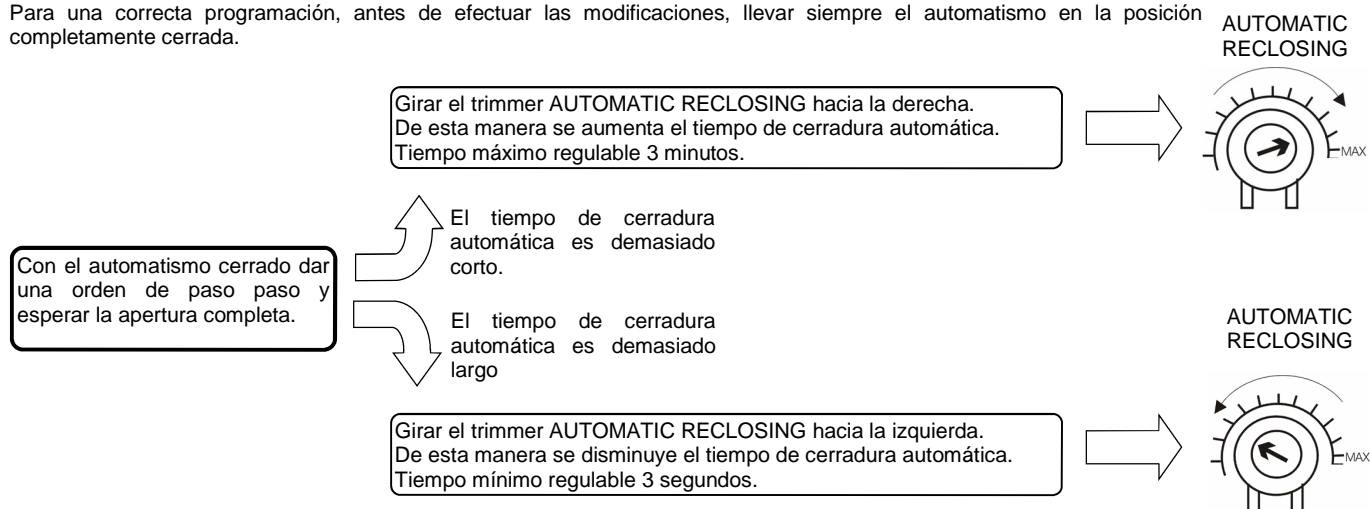 Para una correcta programación, antes de efectuar las modificaciones, llevar siempre el automatismo en la posición
completamente cerrada.
AUTOMATIC
RECLOSING
Girar el trimmer AUTOMATIC RECLOSING hacia la derecha.
De esta manera se aumenta el tiempo de cerradura automática.
Tiempo máximo regulable 3 minutos.
MAX
El tiempo de cerradura
automática es demasiado
corto.
Con el automatismo cerrado dar
una orden de paso paso y
esperar la apertura completa.
El tiempo de cerradura
automática es demasiado
largo
AUTOMATIC
RECLOSING
Girar el trimmer AUTOMATIC RECLOSING hacia la izquierda.
De esta manera se disminuye el tiempo de cerradura automática.
Tiempo mínimo regulable 3 segundos.
MAX